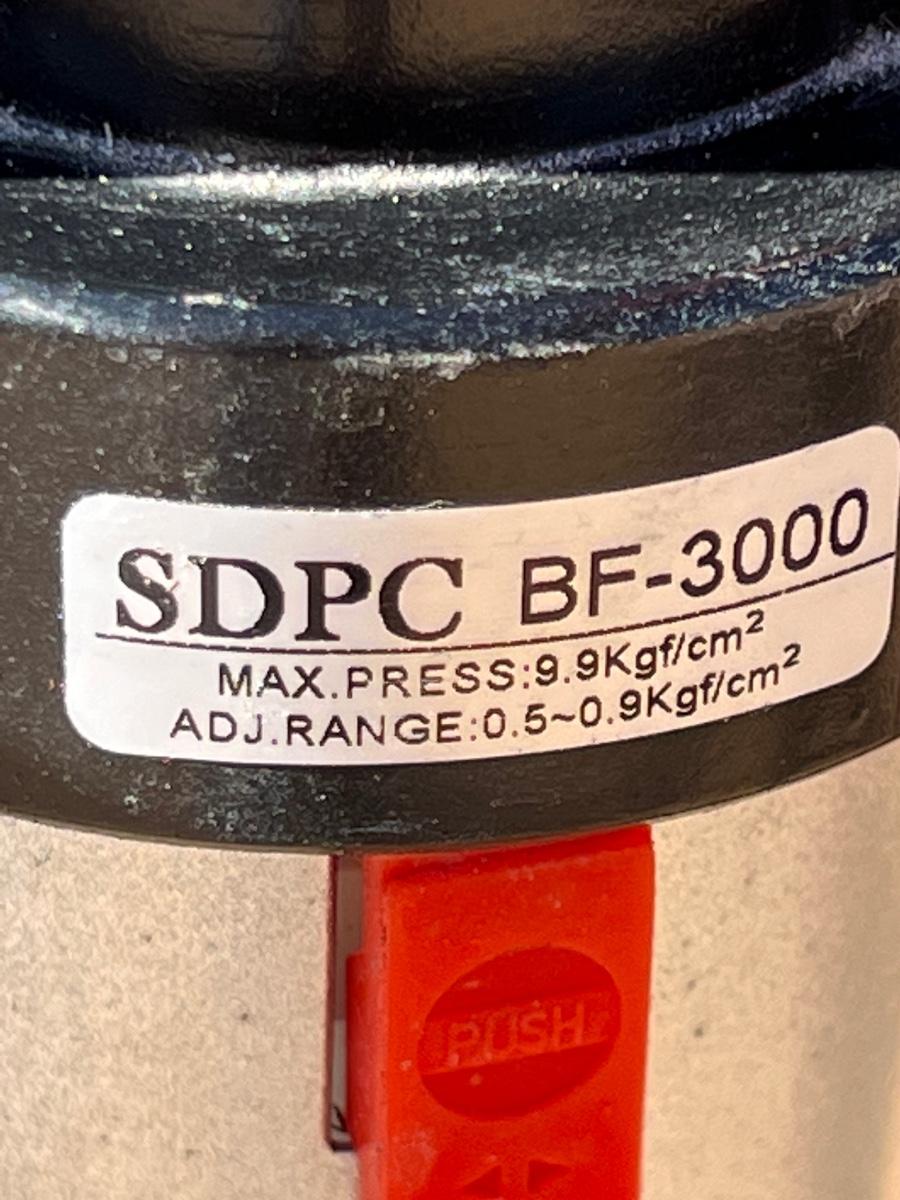 SDPC BF-3000
MAX.PRESS:9.9Kgf/cm²
ADJ.RANGE:0.5~0.9Kgf/cm²
PUSH